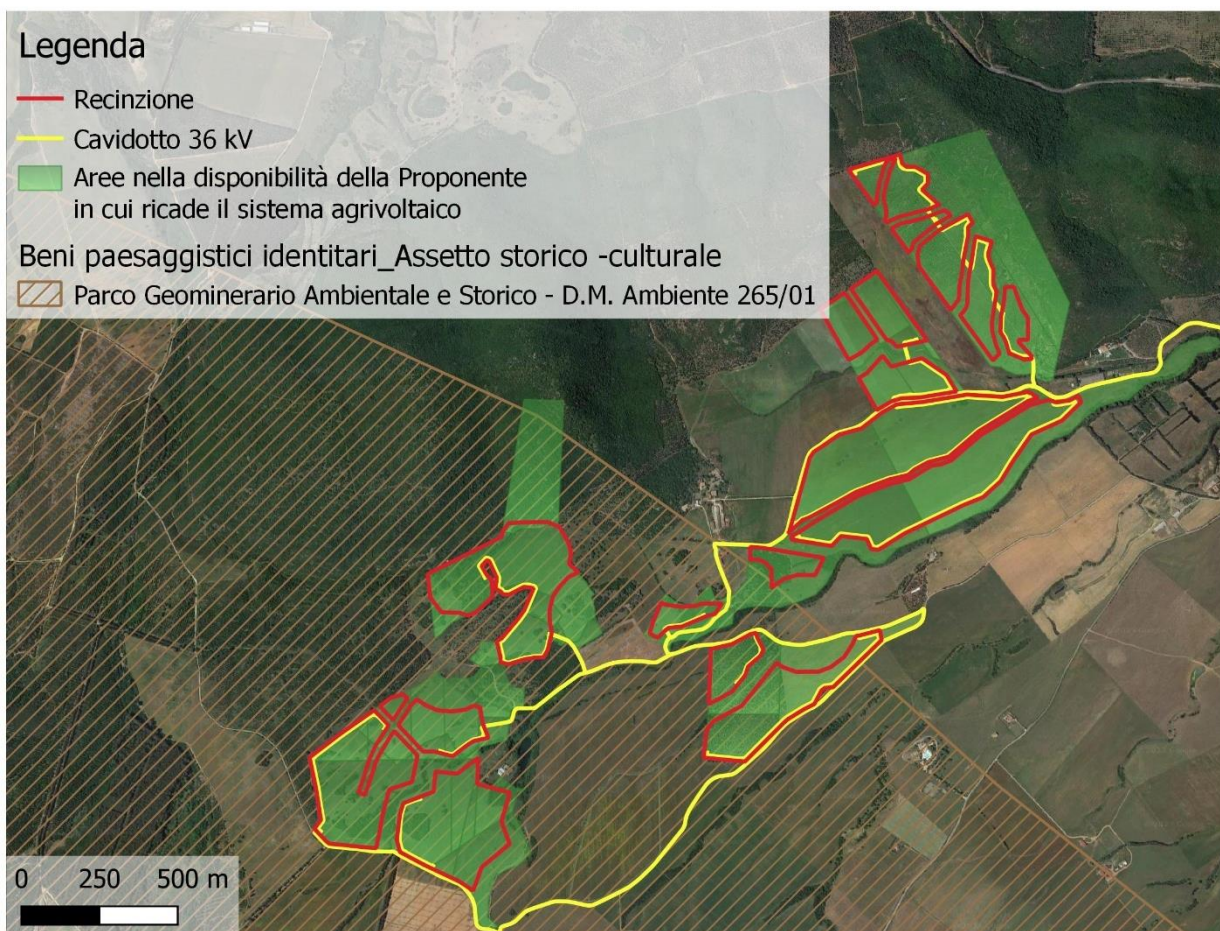 Legenda
Recinzione
Cavidotto 36 kV
Aree nella disponibilità della Proponente
in cui ricade il sistema agrivoltaico
Beni paesaggistici identitari_Assetto storico -culturale
Parco Geominerario Ambientale e Storico - D.M. Ambiente 265/01
0 250 500 m